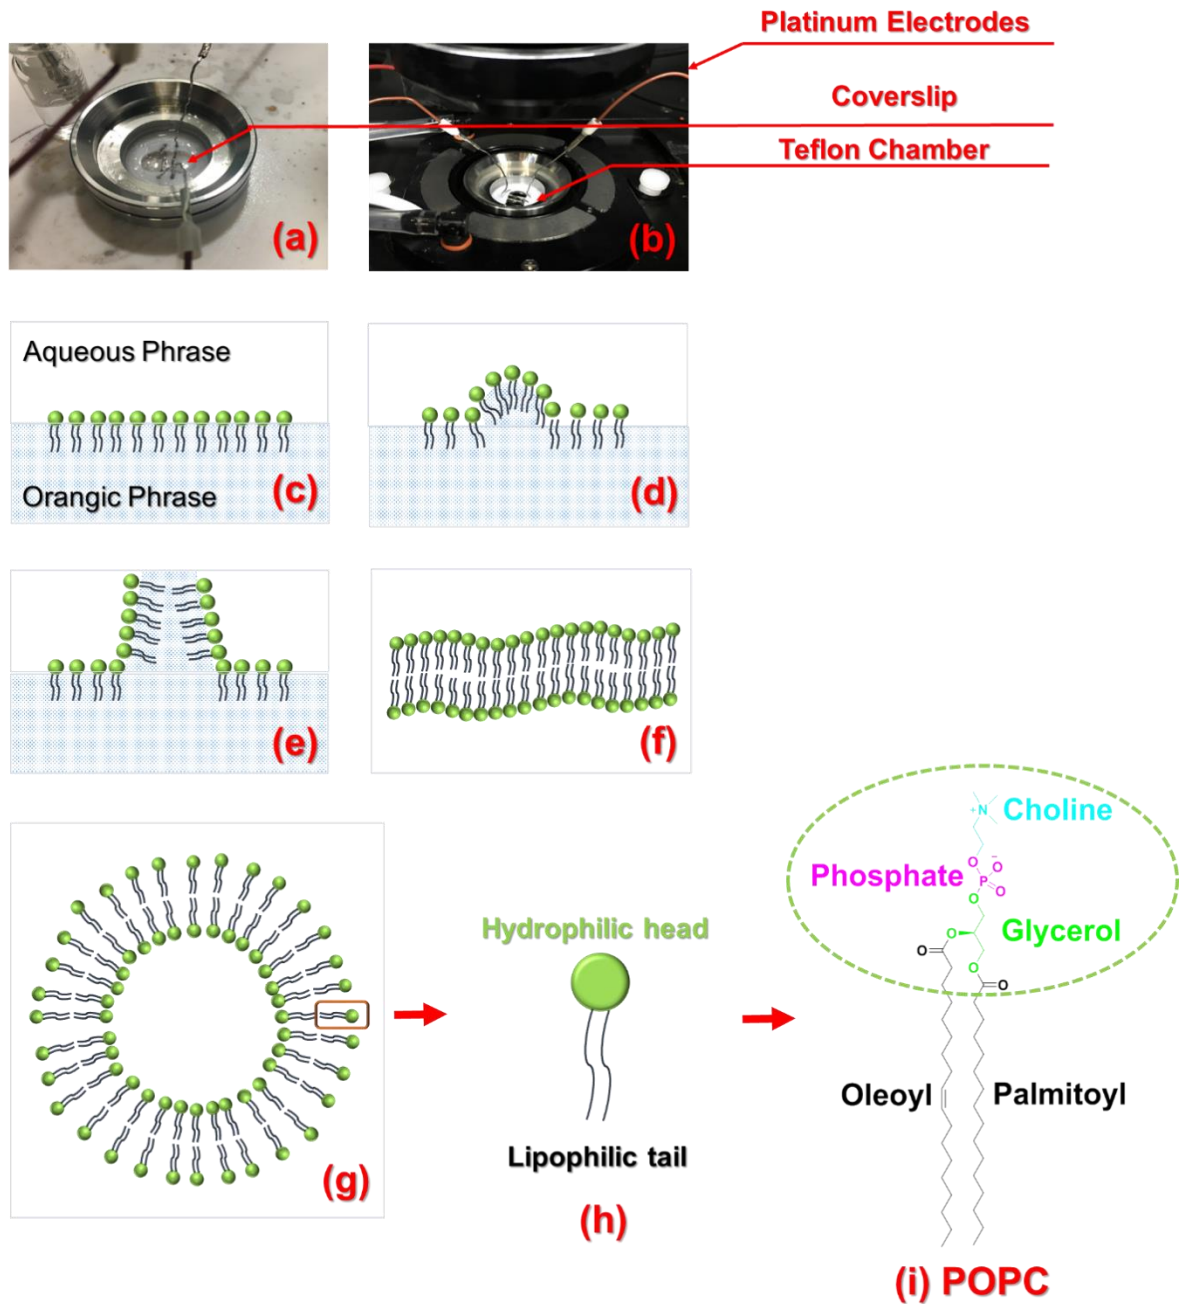 Platinum Electrodes
Coverslip
Teflon Chamber
(a)
(b)
Aqueous Phrase
Orangic Phrase
(c)
(d)
(e)
(f)
(g)
Hydrophilic head
Lipophilic tail
(h)
+N
Choline
Phosphate
O
O
−
P
O
O
Glycerol
O
O
O
O
Oleoyl
Palmitoyl
(i) POPC